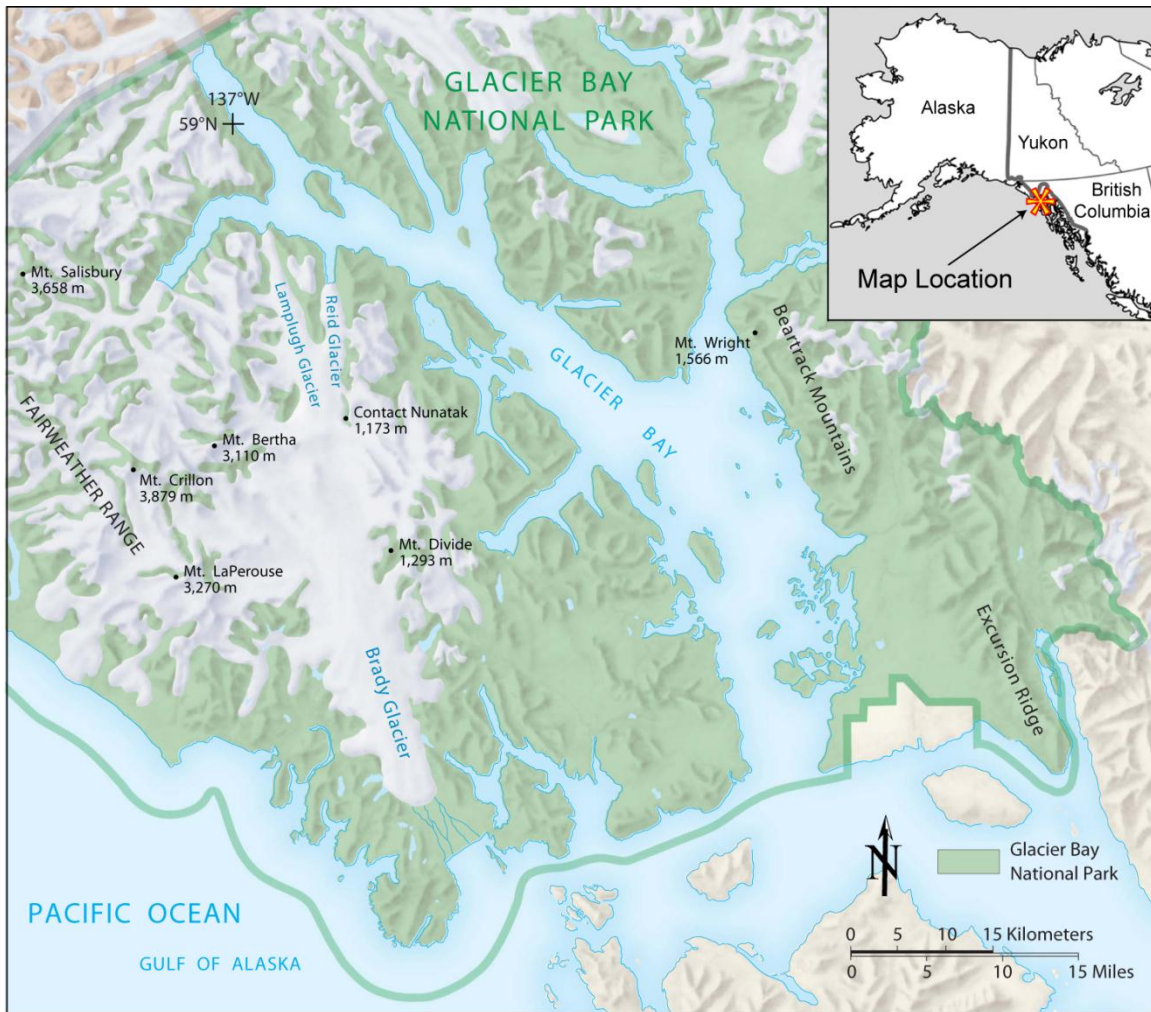 GLACIER BAY
NATIONAL PARK
137°W
59°N
Alaska
Yukon
British
Columbia
Map Location
Mt. Salisbury
3,658 m
Lamplugh Glacier
Reid Glacier
Mt. Wright
1,566 m
Beartrack Mountains
GLACIER
BAY
Contact Nunatak
1,173 m
FAIRWEATHER RANGE
Mt. Bertha
3,110 m
Mt. Crillon
3,879 m
Mt. Divide
1,293 m
Mt. LaPerouse
3,270 m
Brady Glacier
Excursion Ridge
N
Glacier Bay
National Park
PACIFIC OCEAN
GULF OF ALASKA
0 5 10 15 Kilometers
0 5 10 15 Miles